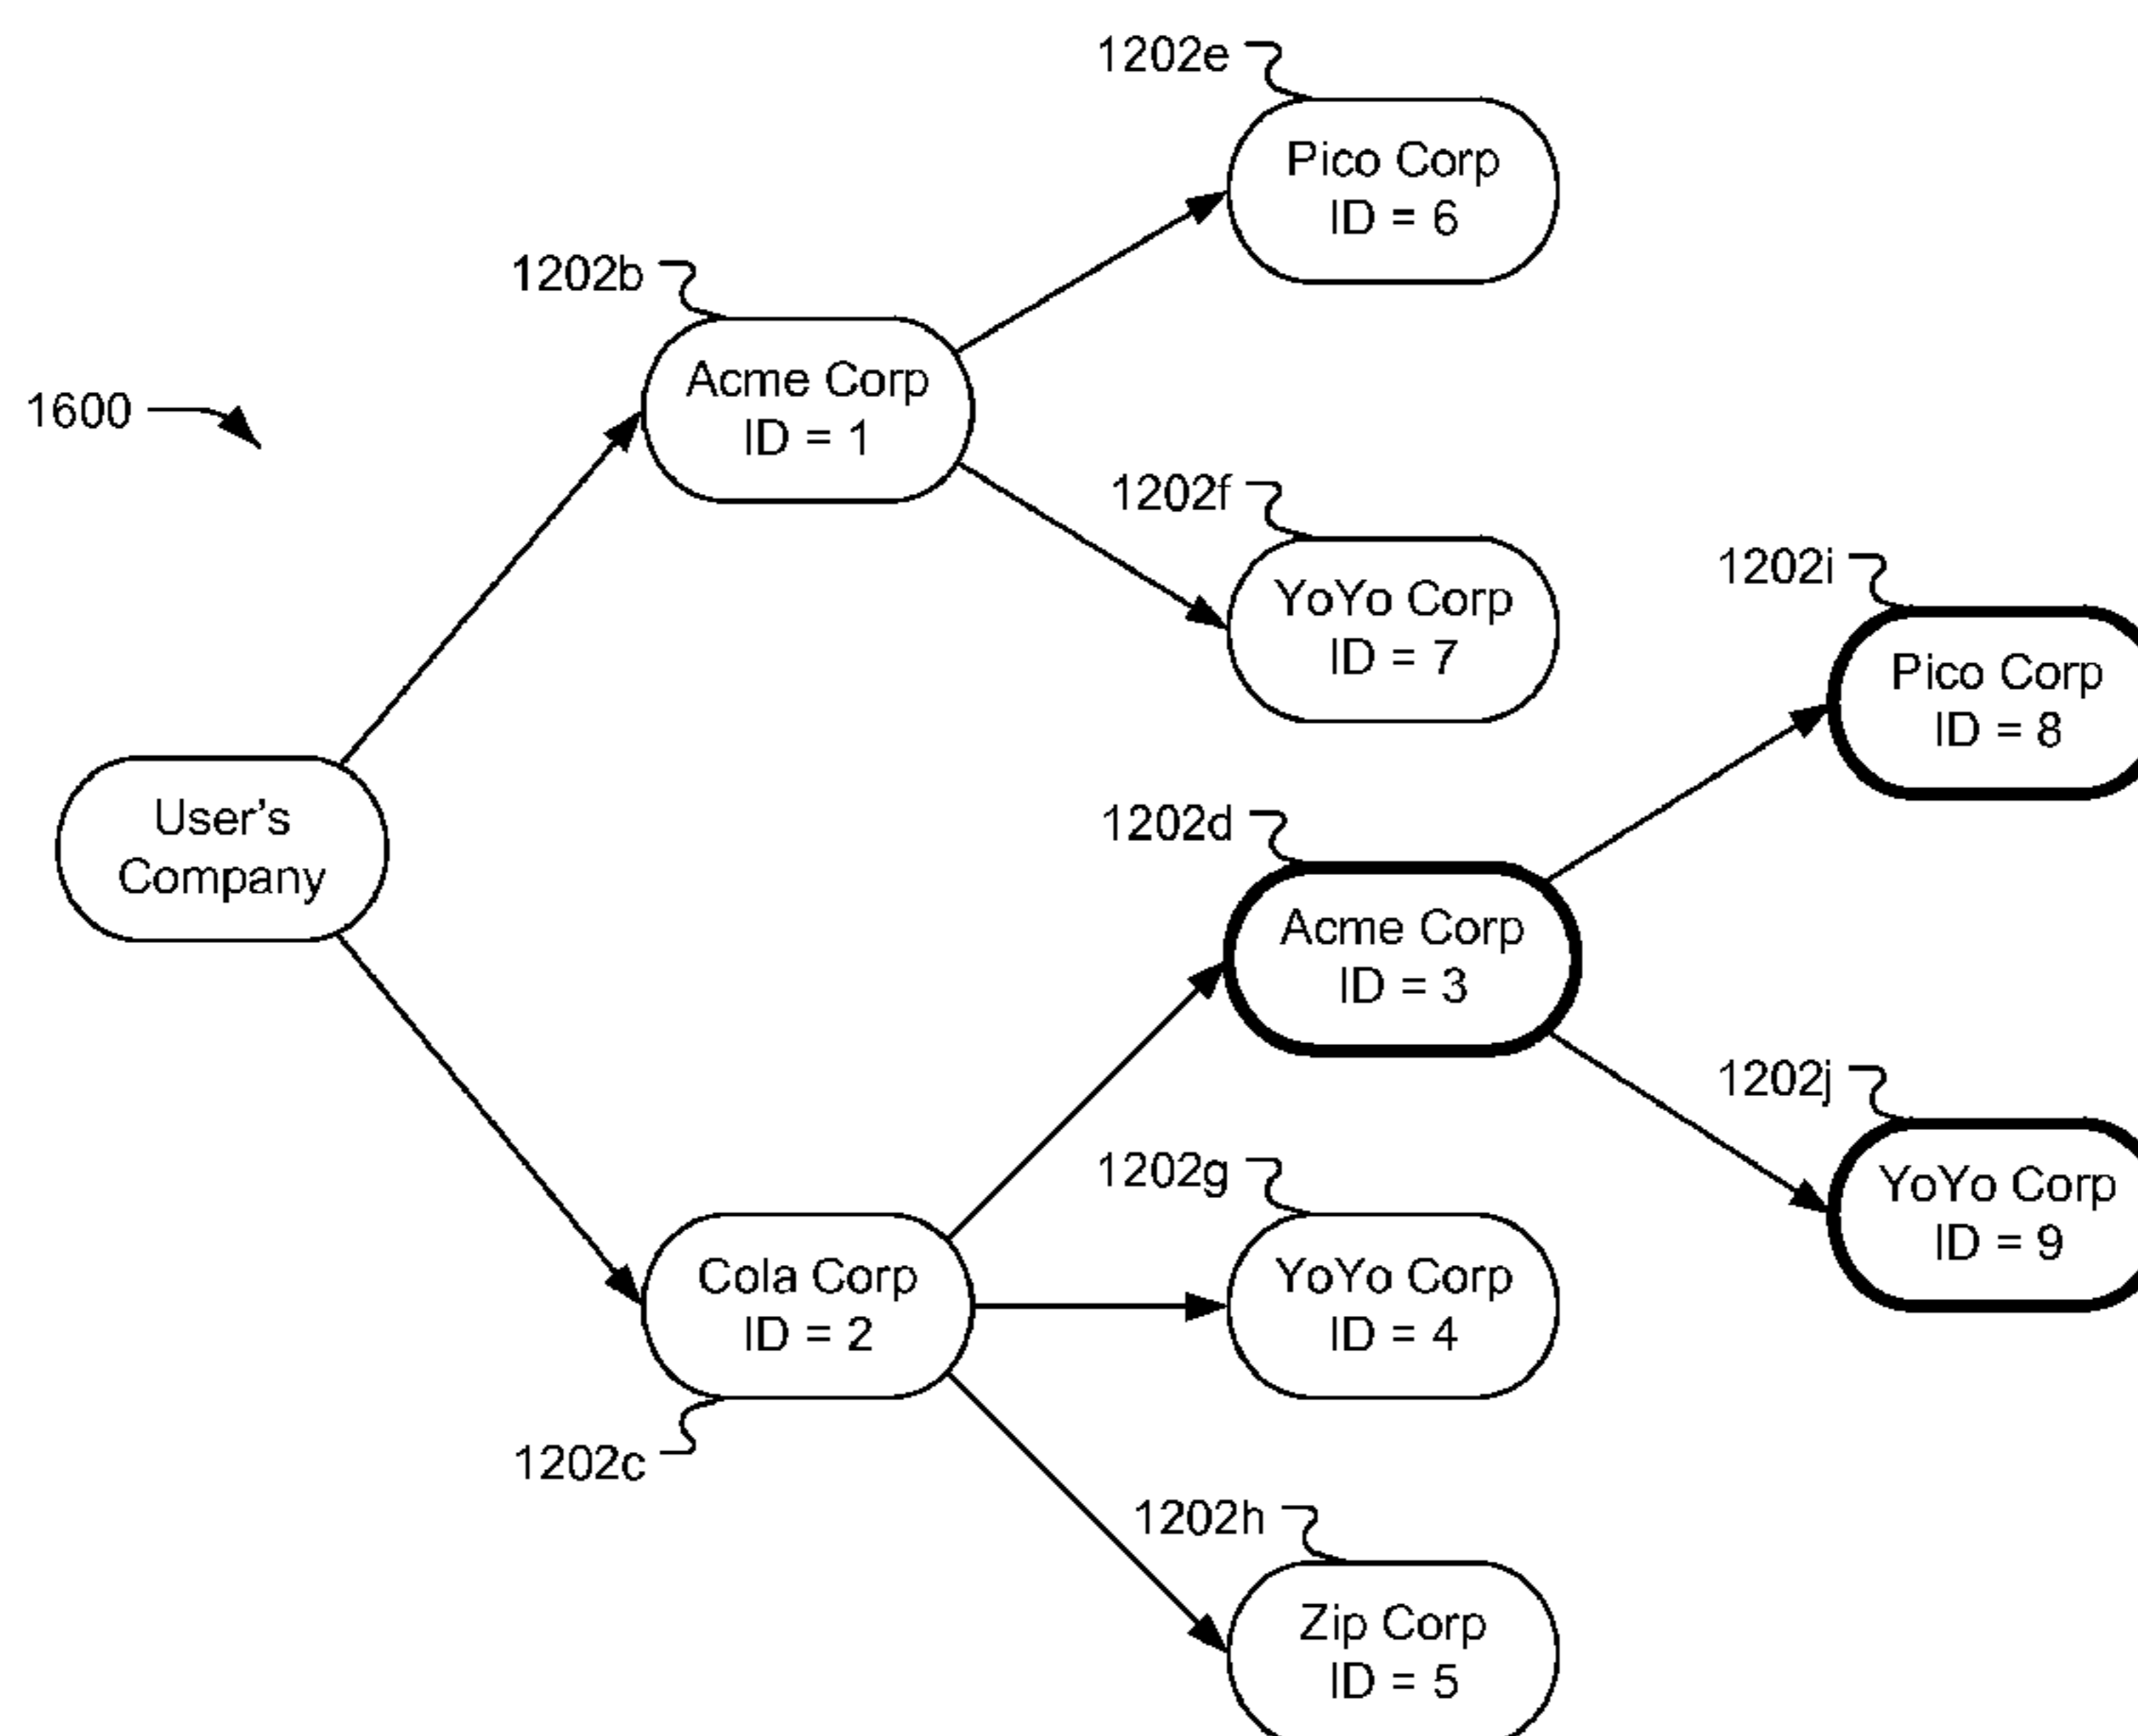 1202e
Pico Corp
ID = 6
1202b
Acme Corp
ID = 1
1600
1202f
YoYo Corp
ID = 7
1202i
Pico Corp
ID = 8
User's
Company
1202d
Acme Corp
ID = 3
1202j
YoYo Corp
ID = 9
1202g
Cola Corp
ID = 2
YoYo Corp
ID = 4
1202c
1202h
Zip Corp
ID = 5